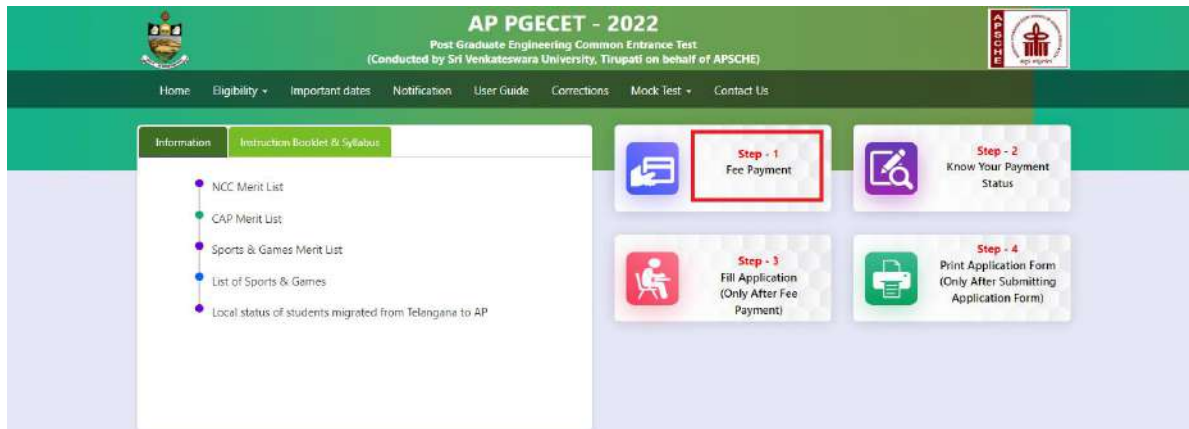 AP PGECET - 2022
Post Graduate Engineering Common Entrance Test
(Conducted by Sri Venkateswara University, Tirupati on behalf of APSCHE)
APSCHE
Home Eligibility Important dates Notification User Guide Corrections Mock Test Contact Us
Information Instruction Booklet & Syllabus
NCC Merit List
CAP Merit List
Sports & Games Merit List
List of Sports & Games
Local status of students migrated from Telangana to AP
Step - 1
Fee Payment
Step - 2
Know Your Payment
Status
Step - 3
Fill Application
(Only After Fee
Payment)
Step - 4
Print Application Form
(Only After Submitting
Application Form)